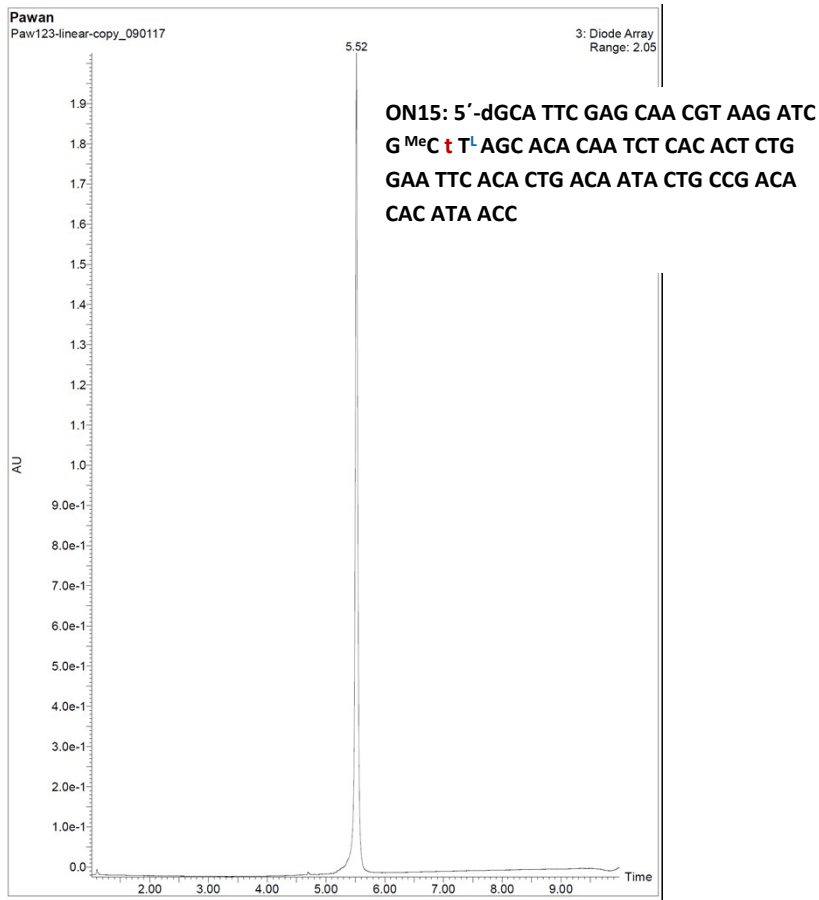 Pawan
Paw123-linear-copy_090117
3: Diode Array
Range: 2.05
5.52
ON15: 5´-dGCA TTC GAG CAA CGT AAG ATC
G MeC t TL AGC ACA CAA TCT CAC ACT CTG
GAA TTC ACA CTG ACA ATA CTG CCG ACA
CAC ATA ACC
AU
1.9
1.8
1.7
1.6
1.5
1.4
1.3
1.2
1.1
1.0
9.0e-1
8.0e-1
7.0e-1
6.0e-1
5.0e-1
4.0e-1
3.0e-1
2.0e-1
1.0e-1
0.0
Time
2.00 3.00 4.00 5.00 6.00 7.00 8.00 9.00